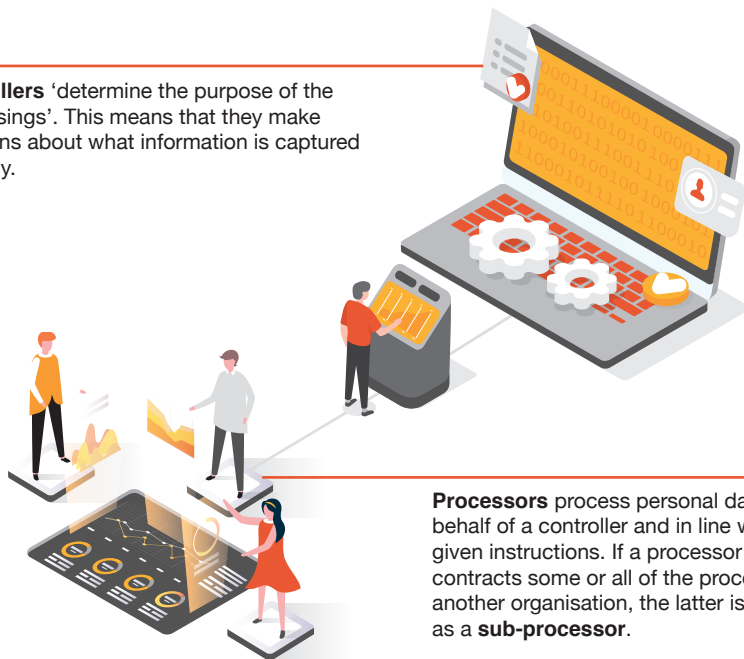 llers ‘determine the purpose of the
sings’. This means that they make
ns about what information is captured
y.
Processors process personal da
behalf of a controller and in line w
given instructions. If a processor
contracts some or all of the proce
another organisation, the latter is
as a sub-processor.